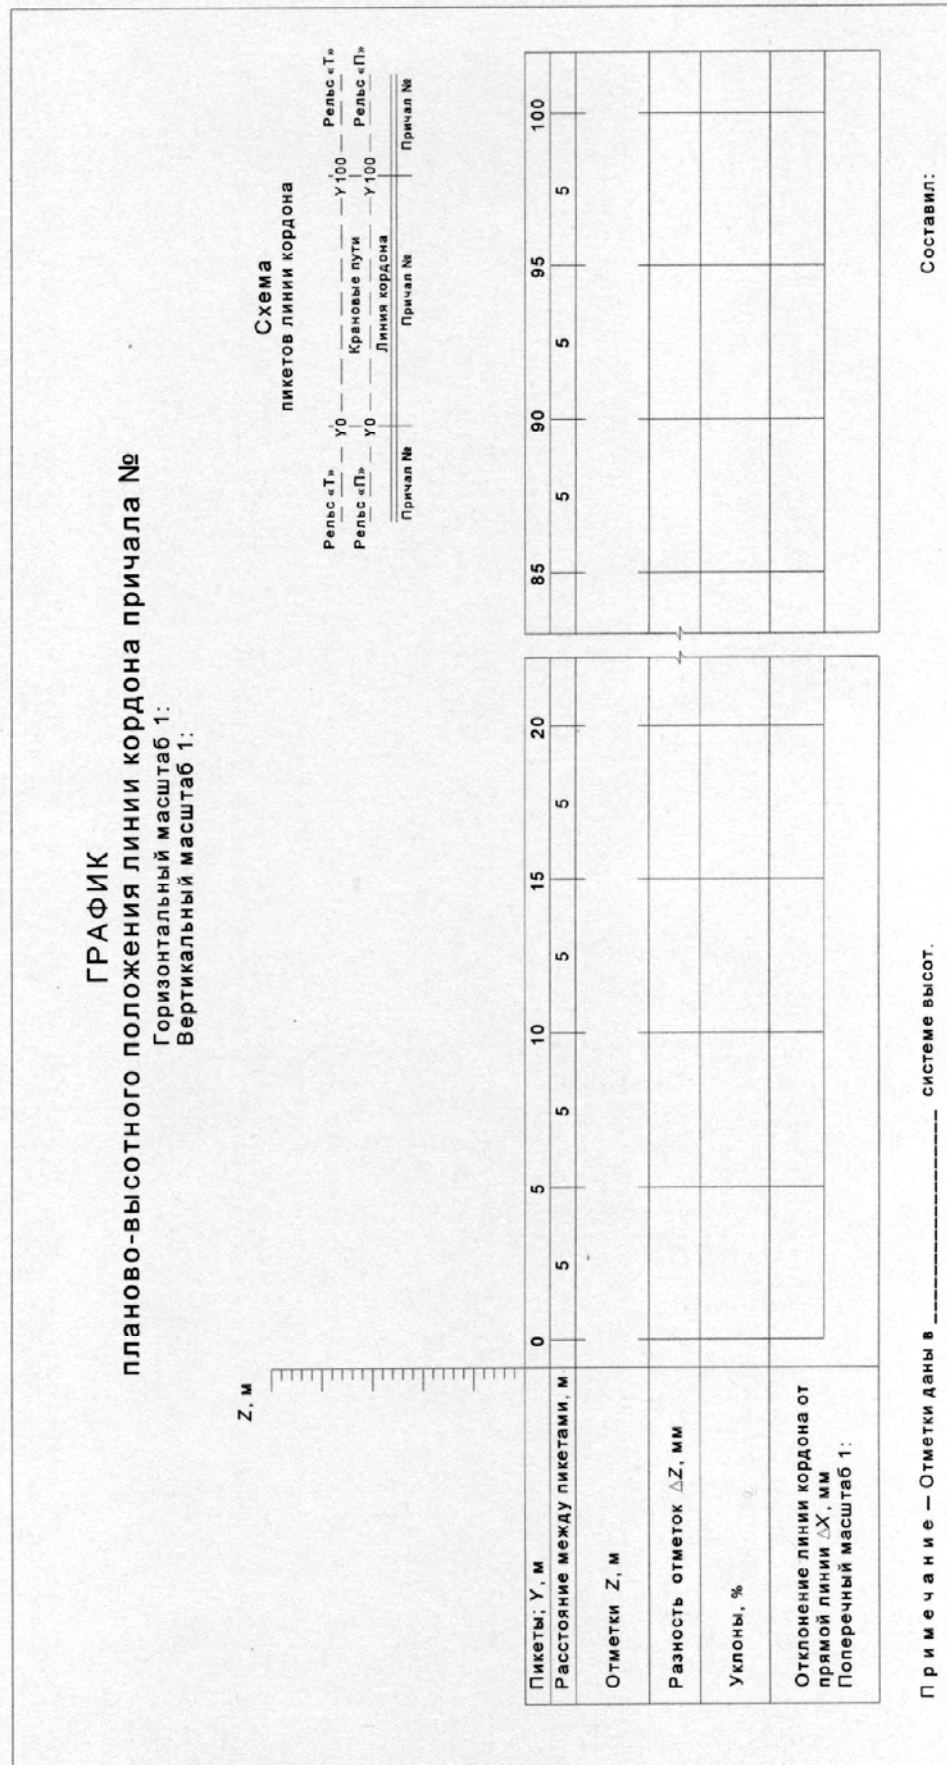 ГРАФИК
планово-высотного положения линии кордона причала №
Горизонтальный масштаб 1:
Вертикальный масштаб 1:
Схема
пикетов линии кордона
Рельс «Т» Рельс «Т»
Y0 Y100
Рельс «П» Крановые пути Рельс «П»
Y0 Y100
Линия кордона
Причал № Причал № Причал №
Z, м
Пикеты; Y, м 0 5 10 15 20 85 90 95 100
Расстояние между пикетами, м 5 5 5 5 5 5 5
Отметки Z, м
Разность отметок △Z, мм
Уклоны, %
Отклонение линии кордона от
прямой линии △X, мм
Поперечный масштаб 1:
Примечание – Отметки даны в ____________________ системе высот. Составил: